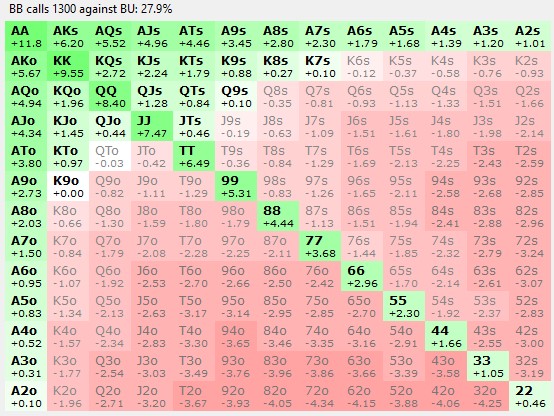 BB calls 1300 against BU: 27.9%
AA AKs AQs AJs ATs A9s A8s A7s A6s A5s A4s A3s A2s
+11.8 +6.20 +5.52 +4.96 +4.46 +3.45 +2.80 +2.30 +1.79 +1.68 +1.39 +1.20 +1.01
AKo KK KQs KJs KTs K9s K8s K7s K6s K5s K4s K3s K2s
+5.67 +9.55 +2.72 +2.24 +1.79 +0.88 +0.27 +0.10 -0.12 -0.37 -0.58 -0.76 -0.93
AQo KQo QQ QJs QTs Q9s Q8s Q7s Q6s Q5s Q4s Q3s Q2s
+4.94 +1.96 +8.40 +1.28 +0.84 +0.10 -0.35 -0.81 -0.93 -1.13 -1.33 -1.51 -1.66
AJo KJo QJo JJ JTs J9s J8s J7s J6s J5s J4s J3s J2s
+4.34 +1.45 +0.44 +7.47 +0.46 -0.19 -0.63 -1.09 -1.51 -1.61 -1.80 -1.98 -2.14
ATo KTo QTo JTo TT T9s T8s T7s T6s T5s T4s T3s T2s
+3.80 +0.97 -0.03 -0.42 +6.49 -0.36 -0.84 -1.29 -1.69 -2.13 -2.25 -2.43 -2.59
A9o K9o Q9o J9o T9o 99 98s 97s 96s 95s 94s 93s 92s
+2.73 +0.00 -0.82 -1.11 -1.29 +5.31 -0.83 -1.26 -1.65 -2.11 -2.58 -2.68 -2.85
A8o K8o Q8o J8o T8o 98o 88 87s 86s 85s 84s 83s 82s
+2.03 -0.66 -1.30 -1.59 -1.80 -1.79 +4.44 -1.13 -1.51 -1.94 -2.41 -2.88 -2.96
A7o K7o Q7o J7o T7o 97o 87o 77 76s 75s 74s 73s 72s
+1.50 -0.84 -1.79 -2.08 -2.28 -2.25 -2.11 +3.68 -1.44 -1.85 -2.32 -2.79 -3.24
A6o K6o Q6o J6o T6o 96o 86o 76o 66 65s 64s 63s 62s
+0.95 -1.07 -1.92 -2.53 -2.70 -2.66 -2.50 -2.42 +2.96 -1.70 -2.14 -2.61 -3.07
A5o K5o Q5o J5o T5o 95o 85o 75o 65o 55 54s 53s 52s
+0.83 -1.34 -2.13 -2.63 -3.17 -3.14 -2.95 -2.85 -2.70 +2.30 -1.92 -2.37 -2.83
A4o K4o Q4o J4o T4o 94o 84o 74o 64o 54o 44 43s 42s
+0.52 -1.57 -2.34 -2.83 -3.30 -3.65 -3.46 -3.35 -3.16 -2.91 +1.66 -2.55 -3.00
A3o K3o Q3o J3o T3o 93o 83o 73o 63o 53o 43o 33 32s
+0.31 -1.77 -2.54 -3.03 -3.49 -3.76 -3.96 -3.86 -3.66 -3.39 -3.58 +1.05 -3.19
A2o K2o Q2o J2o T2o 92o 82o 72o 62o 52o 42o 32o 22
+0.10 -1.96 -2.71 -3.20 -3.67 -3.93 -4.05 -4.34 -4.15 -3.88 -4.06 -4.25 +0.46